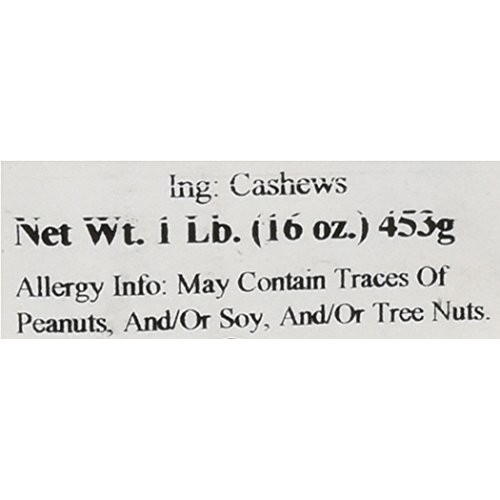 Ing: Cashews
Net Wt. 1 Lb. (16 oz.) 453g
Allergy Info: May Contain Traces Of
Peanuts, And/Or Soy, And/Or Tree Nuts.